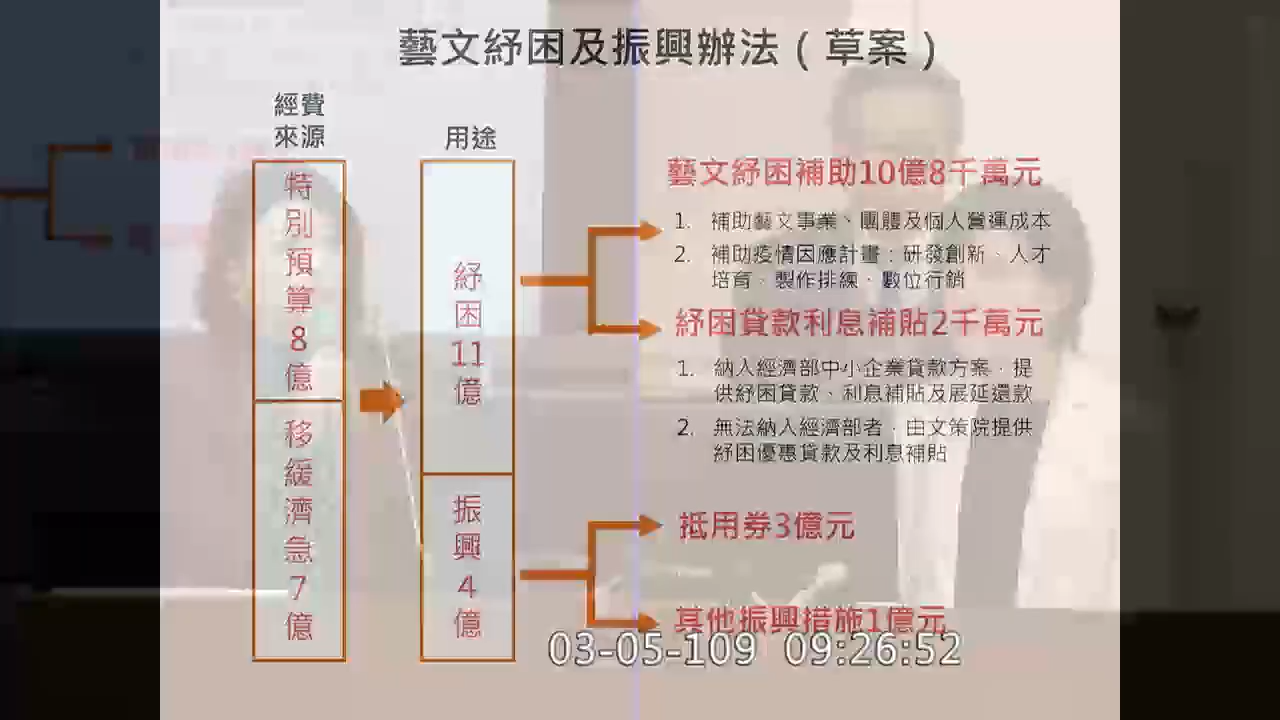 藝文紓困及振興辦法（草案）
經費
來源
用途
特別預算8億
移緩濟急7億
紓困11億
振興4億
藝文紓困補助10億8千萬元
1. 補助藝文事業、團體及個人營運成本
2. 補助疫情因應計畫：研發創新、人才
培育、製作排練、數位行銷
紓困貸款利息補貼2千萬元
1. 納入經濟部中小企業貸款方案，提
供紓困貸款、利息補貼及展延還款
2. 無法納入經濟部者，由文策院提供
紓困優惠貸款及利息補貼
抵用券3億元
其他振興措施1億元
03-05-109 09:26:52